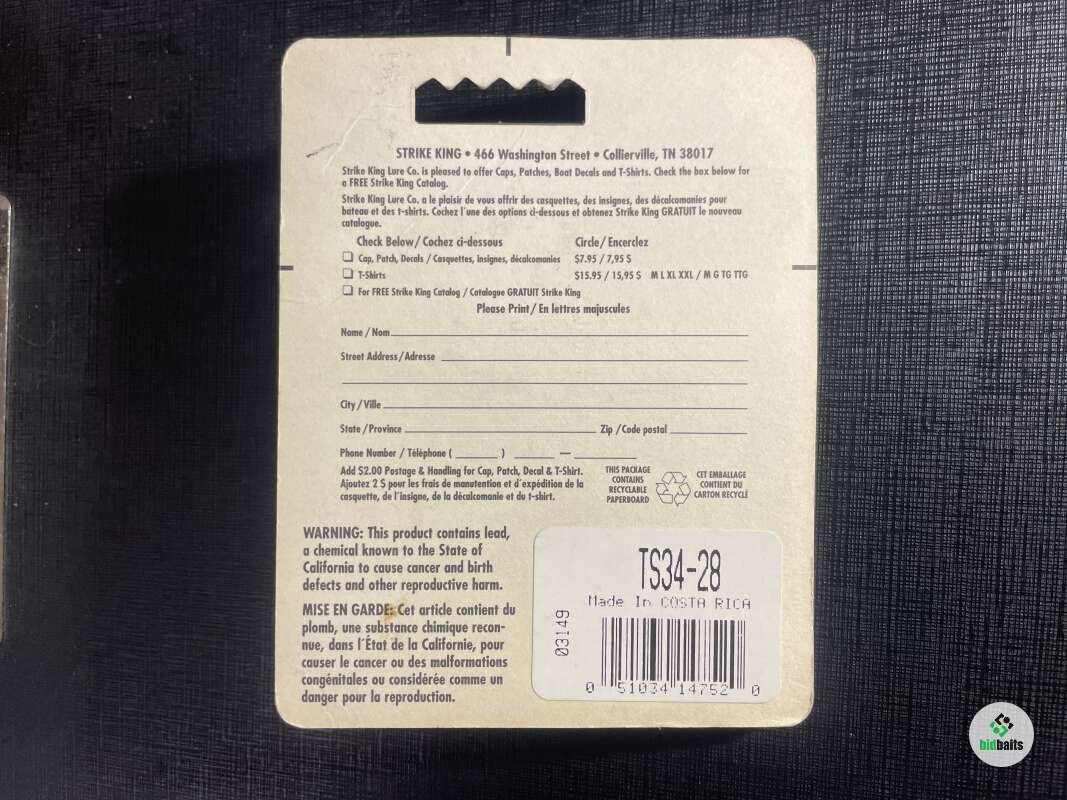 STRIKE KING • 466 Washington Street • Collierville, TN 38017
Strike King Lure Co. is pleased to offer Caps, Patches, Boat Decals and T-Shirts. Check the box below for
a FREE Strike King Catalog.
Strike King Lure Co. a le plaisir de vous offrir des casquettes, des insignes, des décalcomanies pour
bateau et des t-shirts. Cochez l'une des options ci-dessous et obtenez Strike King GRATUIT le nouveau
catalogue.
Check Below / Cochez ci-dessous Circle / Encerclez
Cap, Patch, Decals / Casquettes, insignes, décalcomanies $7.95 / 7,95 $
T-Shirts $15.95 / 15,95 $ M L XL XXL / M G TG TTG
For FREE Strike King Catalog / Catalogue GRATUIT Strike King
Please Print / En lettres majuscules
Name / Nom
Street Address / Adresse
City / Ville
State / Province Zip / Code postal
Phone Number / Téléphone ( ) —
Add $2.00 Postage & Handling for Cap, Patch, Decal & T-Shirt.
Ajoutez 2 $ pour les frais de manutention et d'expédition de la
casquette, de l'insigne, de la décalcomanie et du t-shirt.
THIS PACKAGE
CONTAINS
RECYCLABLE
PAPERBOARD
CET EMBALLAGE
CONTIENT DU
CARTON RECYCLÉ
WARNING: This product contains lead,
a chemical known to the State of
California to cause cancer and birth
defects and other reproductive harm.
MISE EN GARDE: Cet article contient du
plomb, une substance chimique recon-
nue, dans l'État de la Californie, pour
causer le cancer ou des malformations
congénitales ou considérée comme un
danger pour la reproduction.
TS34-28
Made In COSTA RICA
03149
0 51034 14752 0
bidbaits